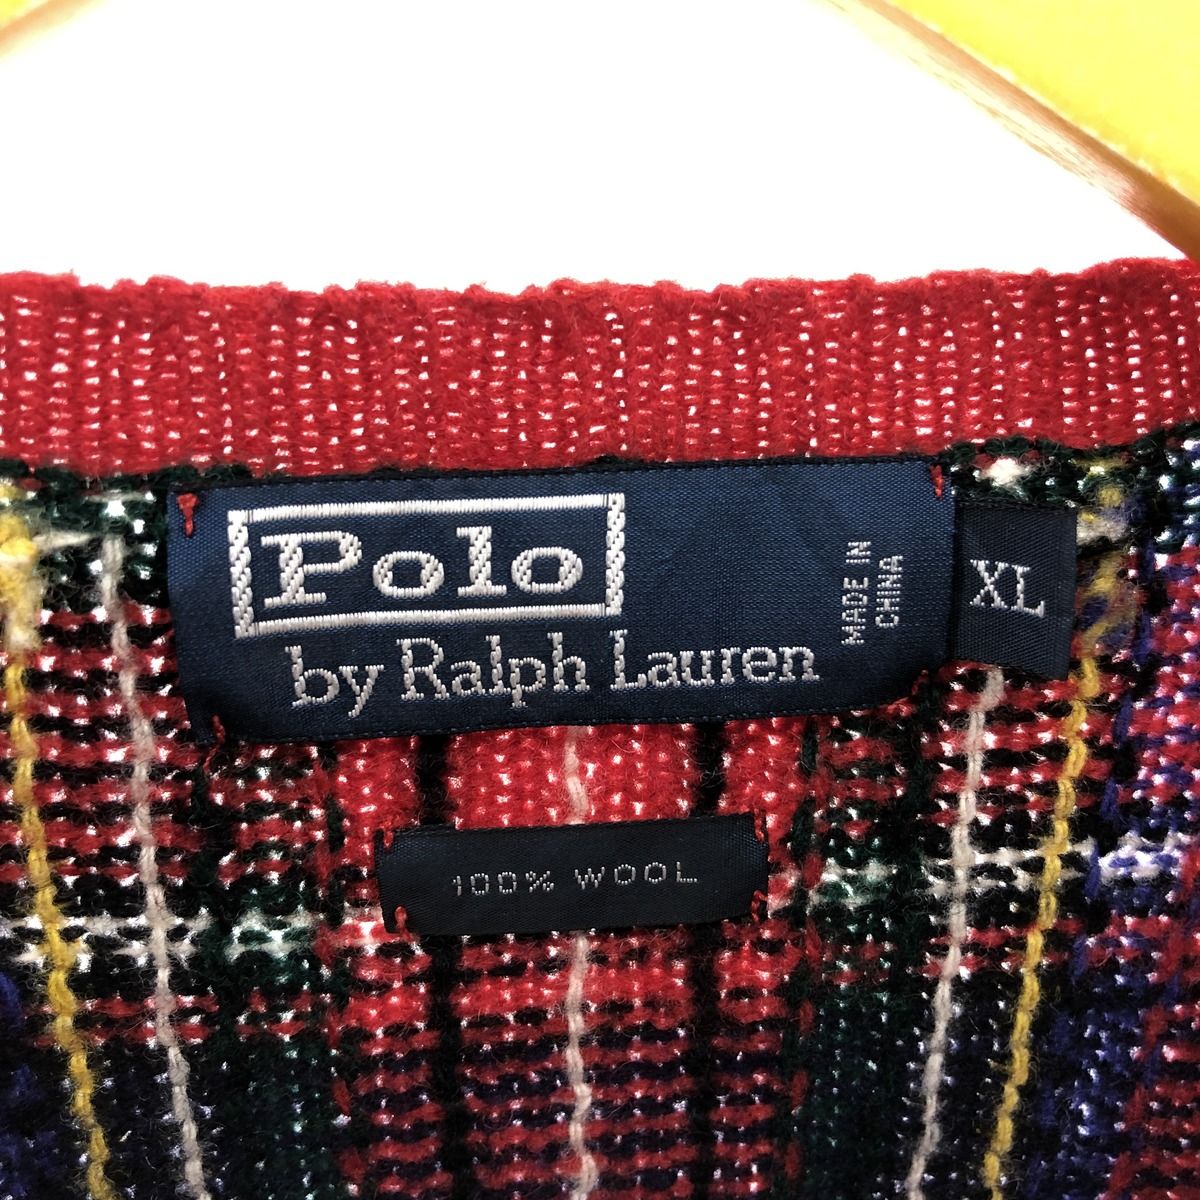 Polo
by Ralph Lauren
MADE IN
CHINA
XL
100% WOOL